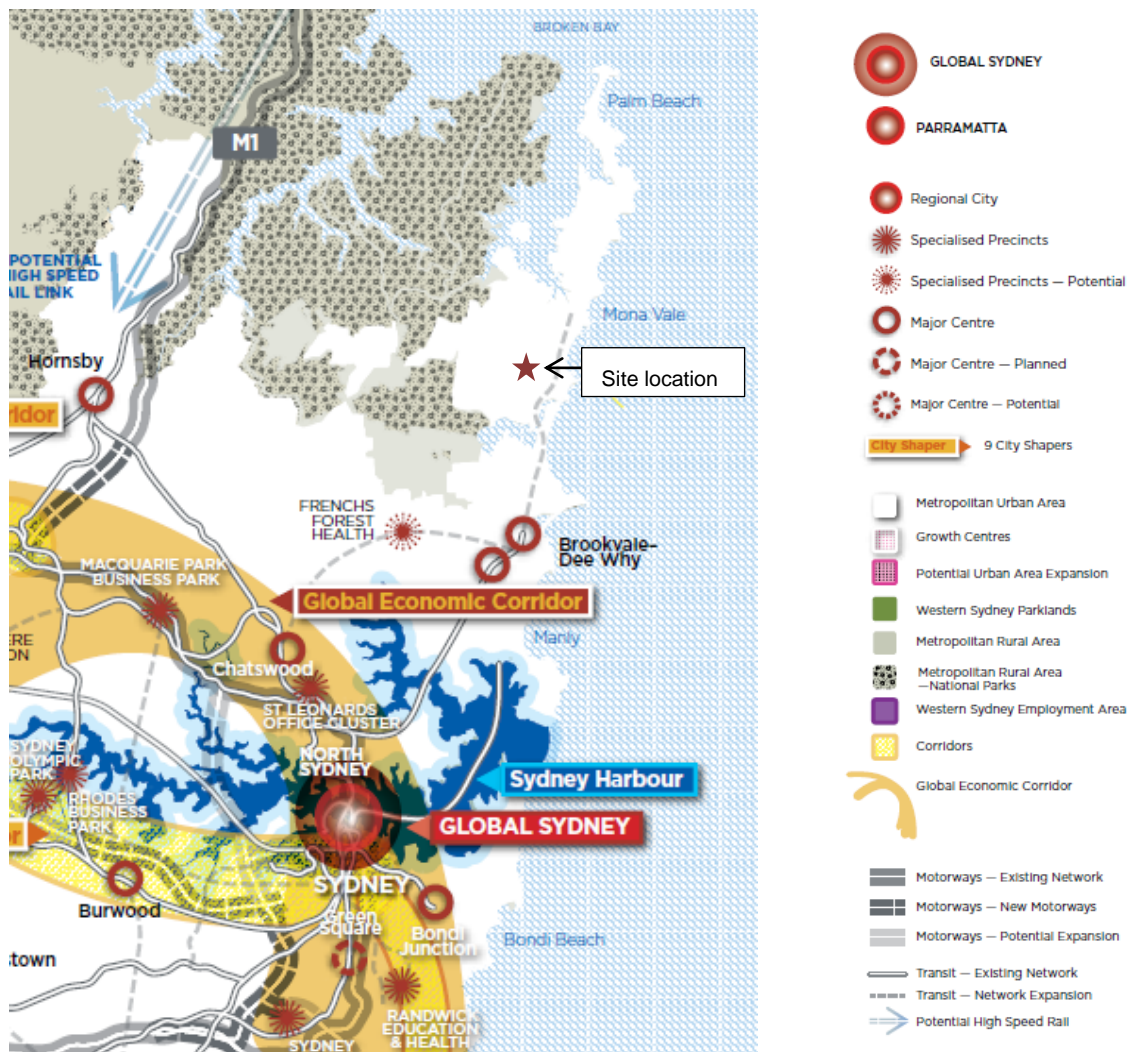 BROKEN BAY
Palm Beach
M1
POTENTIAL
HIGH SPEED
AIL LINK
Mona Vale
Site location
Hornsby
ridor
FRENCHS
FOREST
HEALTH
Brookvale-
Dee Why
MACQUARIE PARK
BUSINESS PARK
Global Economic Corridor
ERE
ON
Manly
Chatswood
ST LEONARDS
OFFICE CLUSTER
SYDNEY
OLYMPIC
PARK
NORTH
SYDNEY
Sydney Harbour
RHODES
BUSINESS
PARK
or
GLOBAL SYDNEY
SYDNEY
Burwood
Green
Square
Bondi
Junction
Bondi Beach
stown
RANDWICK
EDUCATION
& HEALTH
SYDNEY
GLOBAL SYDNEY
PARRAMATTA
Regional City
Specialised Precincts
Specialised Precincts — Potential
Major Centre
Major Centre — Planned
Major Centre — Potential
City Shaper
9 City Shapers
Metropolitan Urban Area
Growth Centres
Potential Urban Area Expansion
Western Sydney Parklands
Metropolitan Rural Area
Metropolitan Rural Area
—National Parks
Western Sydney Employment Area
Corridors
Global Economic Corridor
Motorways — Existing Network
Motorways — New Motorways
Motorways — Potential Expansion
Transit — Existing Network
Transit — Network Expansion
Potential High Speed Rail